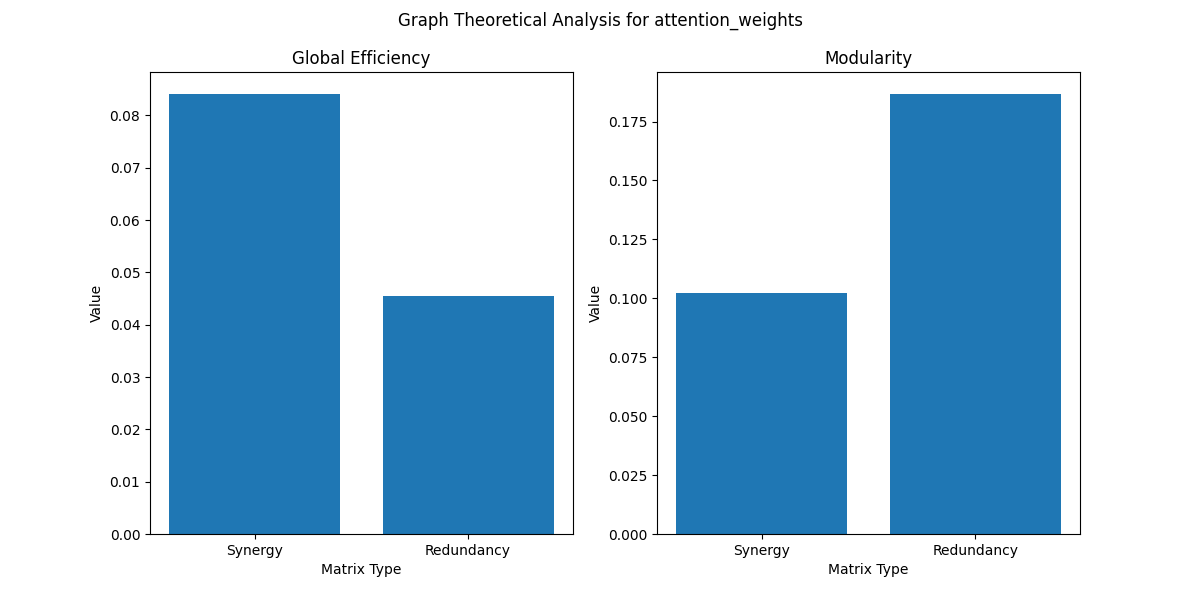 Graph Theoretical Analysis for attention_weights
Global Efficiency
Value
0.08
0.07
0.06
0.05
0.04
0.03
0.02
0.01
0.00
Synergy
Redundancy
Matrix Type
Modularity
Value
0.175
0.150
0.125
0.100
0.075
0.050
0.025
0.000
Synergy
Redundancy
Matrix Type